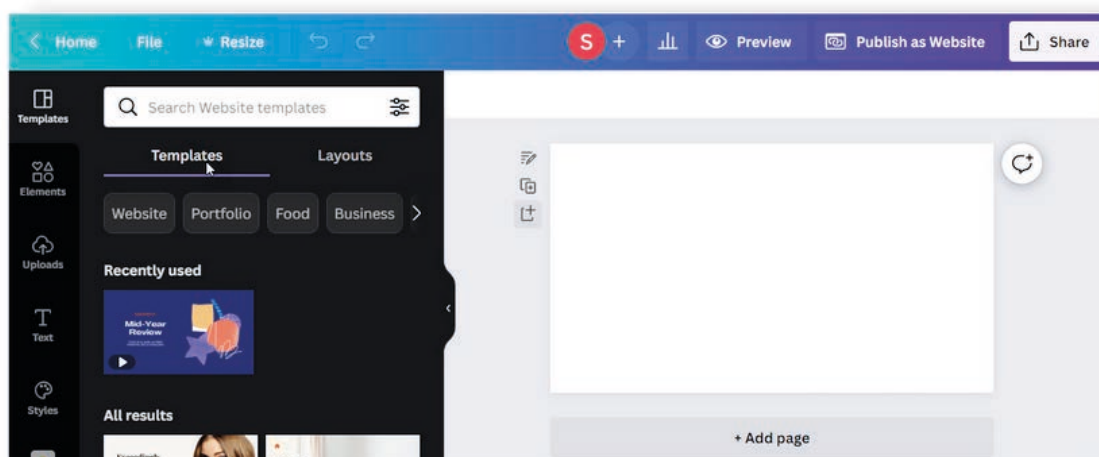 Home File Resize S + Preview Publish as Website Share
Templates
Search Website templates
Templates Layouts
Elements
Website Portfolio Food Business
Uploads
Recently used
Mid-Year
Review
Text
Styles
All results
+ Add page